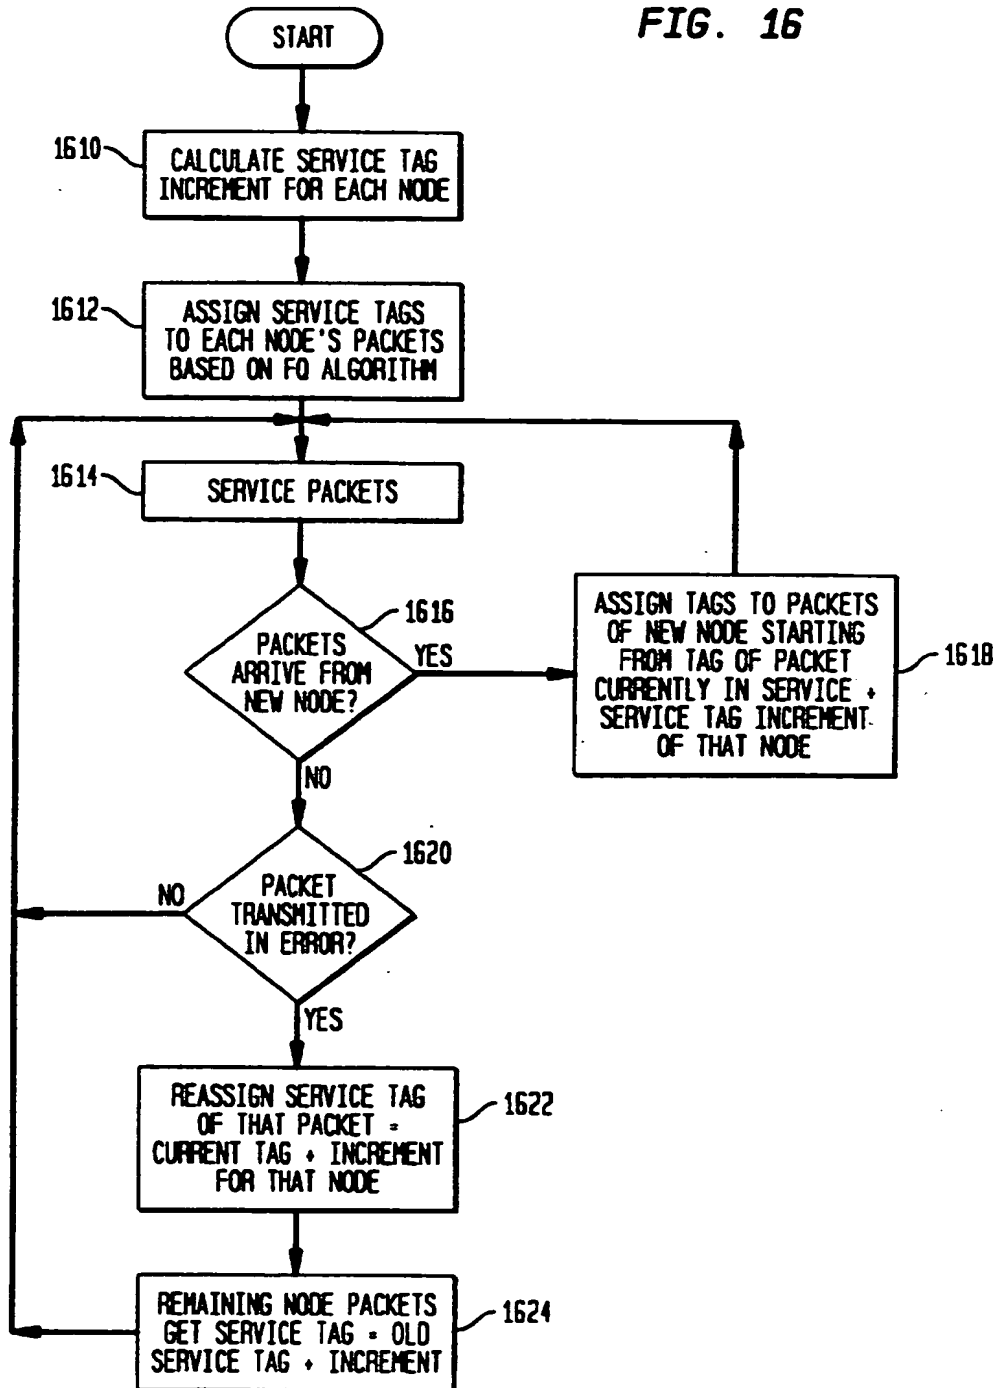 FIG. 16
START
1610
CALCULATE SERVICE TAG
INCREMENT FOR EACH NODE
1612
ASSIGN SERVICE TAGS
TO EACH NODE'S PACKETS
BASED ON FQ ALGORITHM
1614
SERVICE PACKETS
1616
PACKETS
ARRIVE FROM
NEW NODE?
YES
NO
ASSIGN TAGS TO PACKETS
OF NEW NODE STARTING
FROM TAG OF PACKET
CURRENTLY IN SERVICE +
SERVICE TAG INCREMENT
OF THAT NODE
1618
1620
PACKET
TRANSMITTED
IN ERROR?
NO
YES
REASSIGN SERVICE TAG
OF THAT PACKET =
CURRENT TAG + INCREMENT
FOR THAT NODE
1622
REMAINING NODE PACKETS
GET SERVICE TAG = OLD
SERVICE TAG + INCREMENT
1624